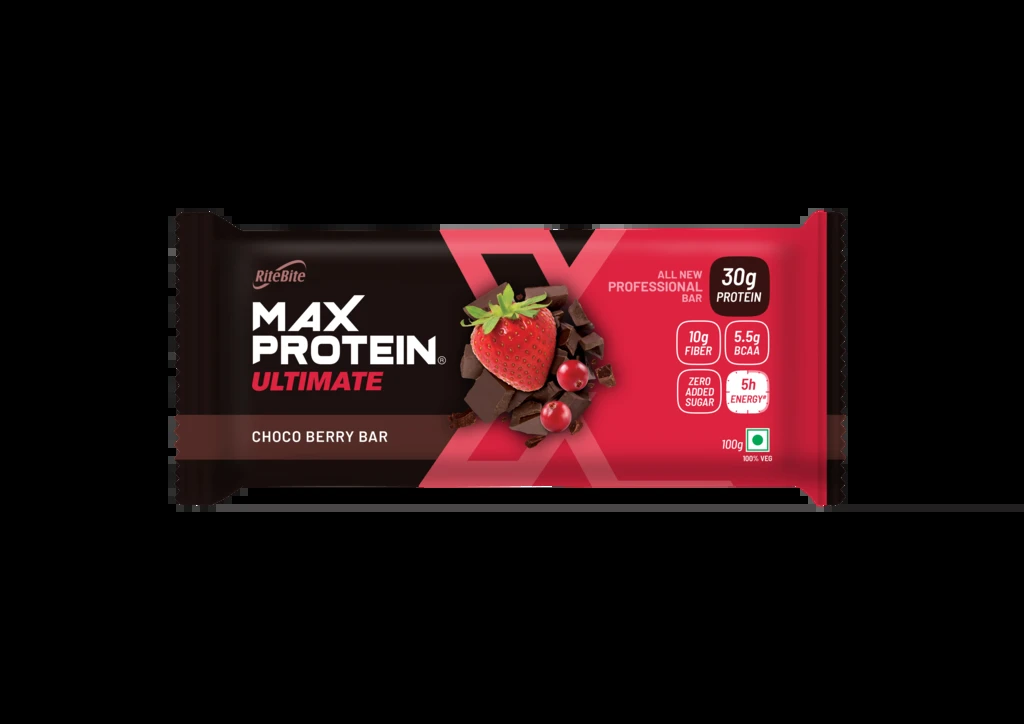 RiteBite
MAX
PROTEIN®
ULTIMATE
CHOCO BERRY BAR
ALL NEW
PROFESSIONAL
BAR
30g
PROTEIN
10g
FIBER
5.5g
BCAA
ZERO
ADDED
SUGAR
5h
ENERGY#
100g
100% VEG